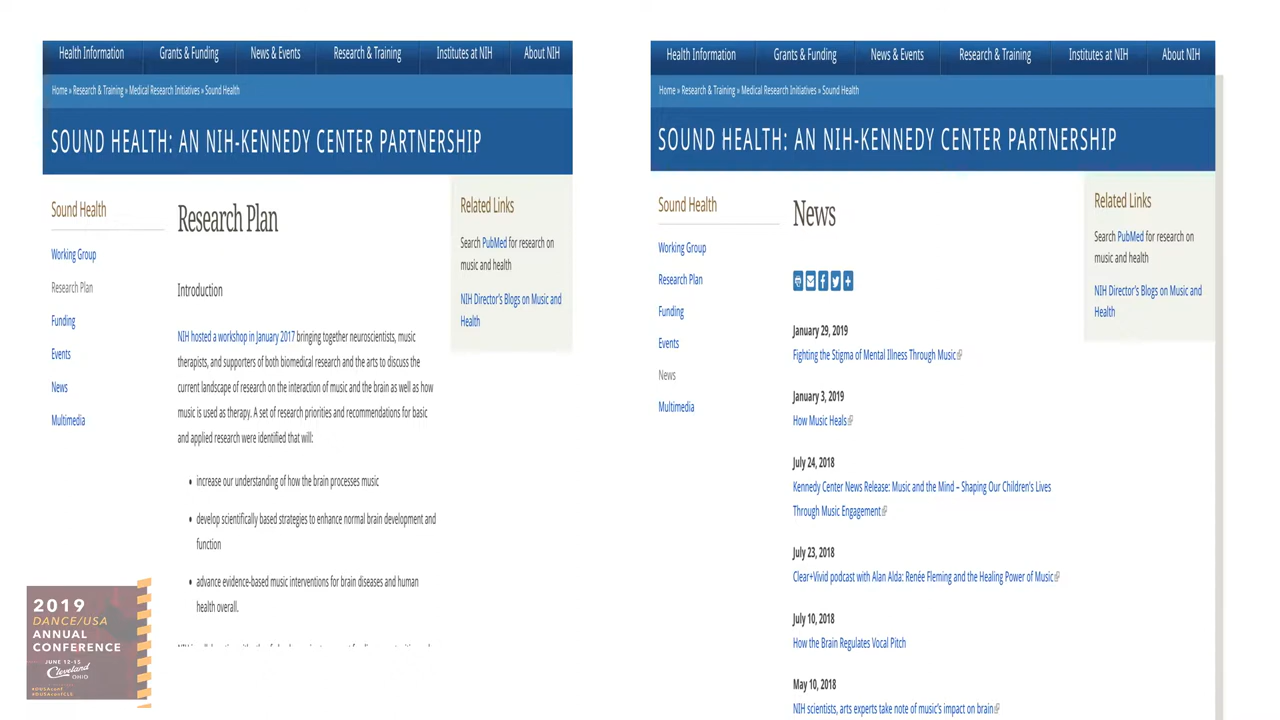 Health Information Grants & Funding News & Events Research & Training Institutes at NIH About NIH
Home » Research & Training » Medical Research Initiatives » Sound Health
SOUND HEALTH: AN NIH-KENNEDY CENTER PARTNERSHIP
Sound Health
Working Group
Research Plan
Funding
Events
News
Multimedia
Research Plan
Introduction
NIH hosted a workshop in January 2017 bringing together neuroscientists, music
therapists, and supporters of both biomedical research and the arts to discuss the
current landscape of research on the interaction of music and the brain as well as how
music is used as therapy. A set of research priorities and recommendations for basic
and applied research were identified that will:
• increase our understanding of how the brain processes music
• develop scientifically based strategies to enhance normal brain development and
function
• advance evidence-based music interventions for brain diseases and human
health overall.
Related Links
Search PubMed for research on
music and health
NIH Director's Blogs on Music and
Health
2019
DANCE/USA
ANNUAL
CONFERENCE
JUNE 12-15
Cleveland
OHIO
#DUSAconf
#DUSAconfCLE
Health Information Grants & Funding News & Events Research & Training Institutes at NIH About NIH
Home » Research & Training » Medical Research Initiatives » Sound Health
SOUND HEALTH: AN NIH-KENNEDY CENTER PARTNERSHIP
Sound Health
Working Group
Research Plan
Funding
Events
News
Multimedia
News
January 29, 2019
Fighting the Stigma of Mental Illness Through Music
January 3, 2019
How Music Heals
July 24, 2018
Kennedy Center News Release: Music and the Mind – Shaping Our Children's Lives
Through Music Engagement
July 23, 2018
Clear+Vivid podcast with Alan Alda: Renée Fleming and the Healing Power of Music
July 10, 2018
How the Brain Regulates Vocal Pitch
May 10, 2018
NIH scientists, arts experts take note of music's impact on brain
Related Links
Search PubMed for research on
music and health
NIH Director's Blogs on Music and
Health